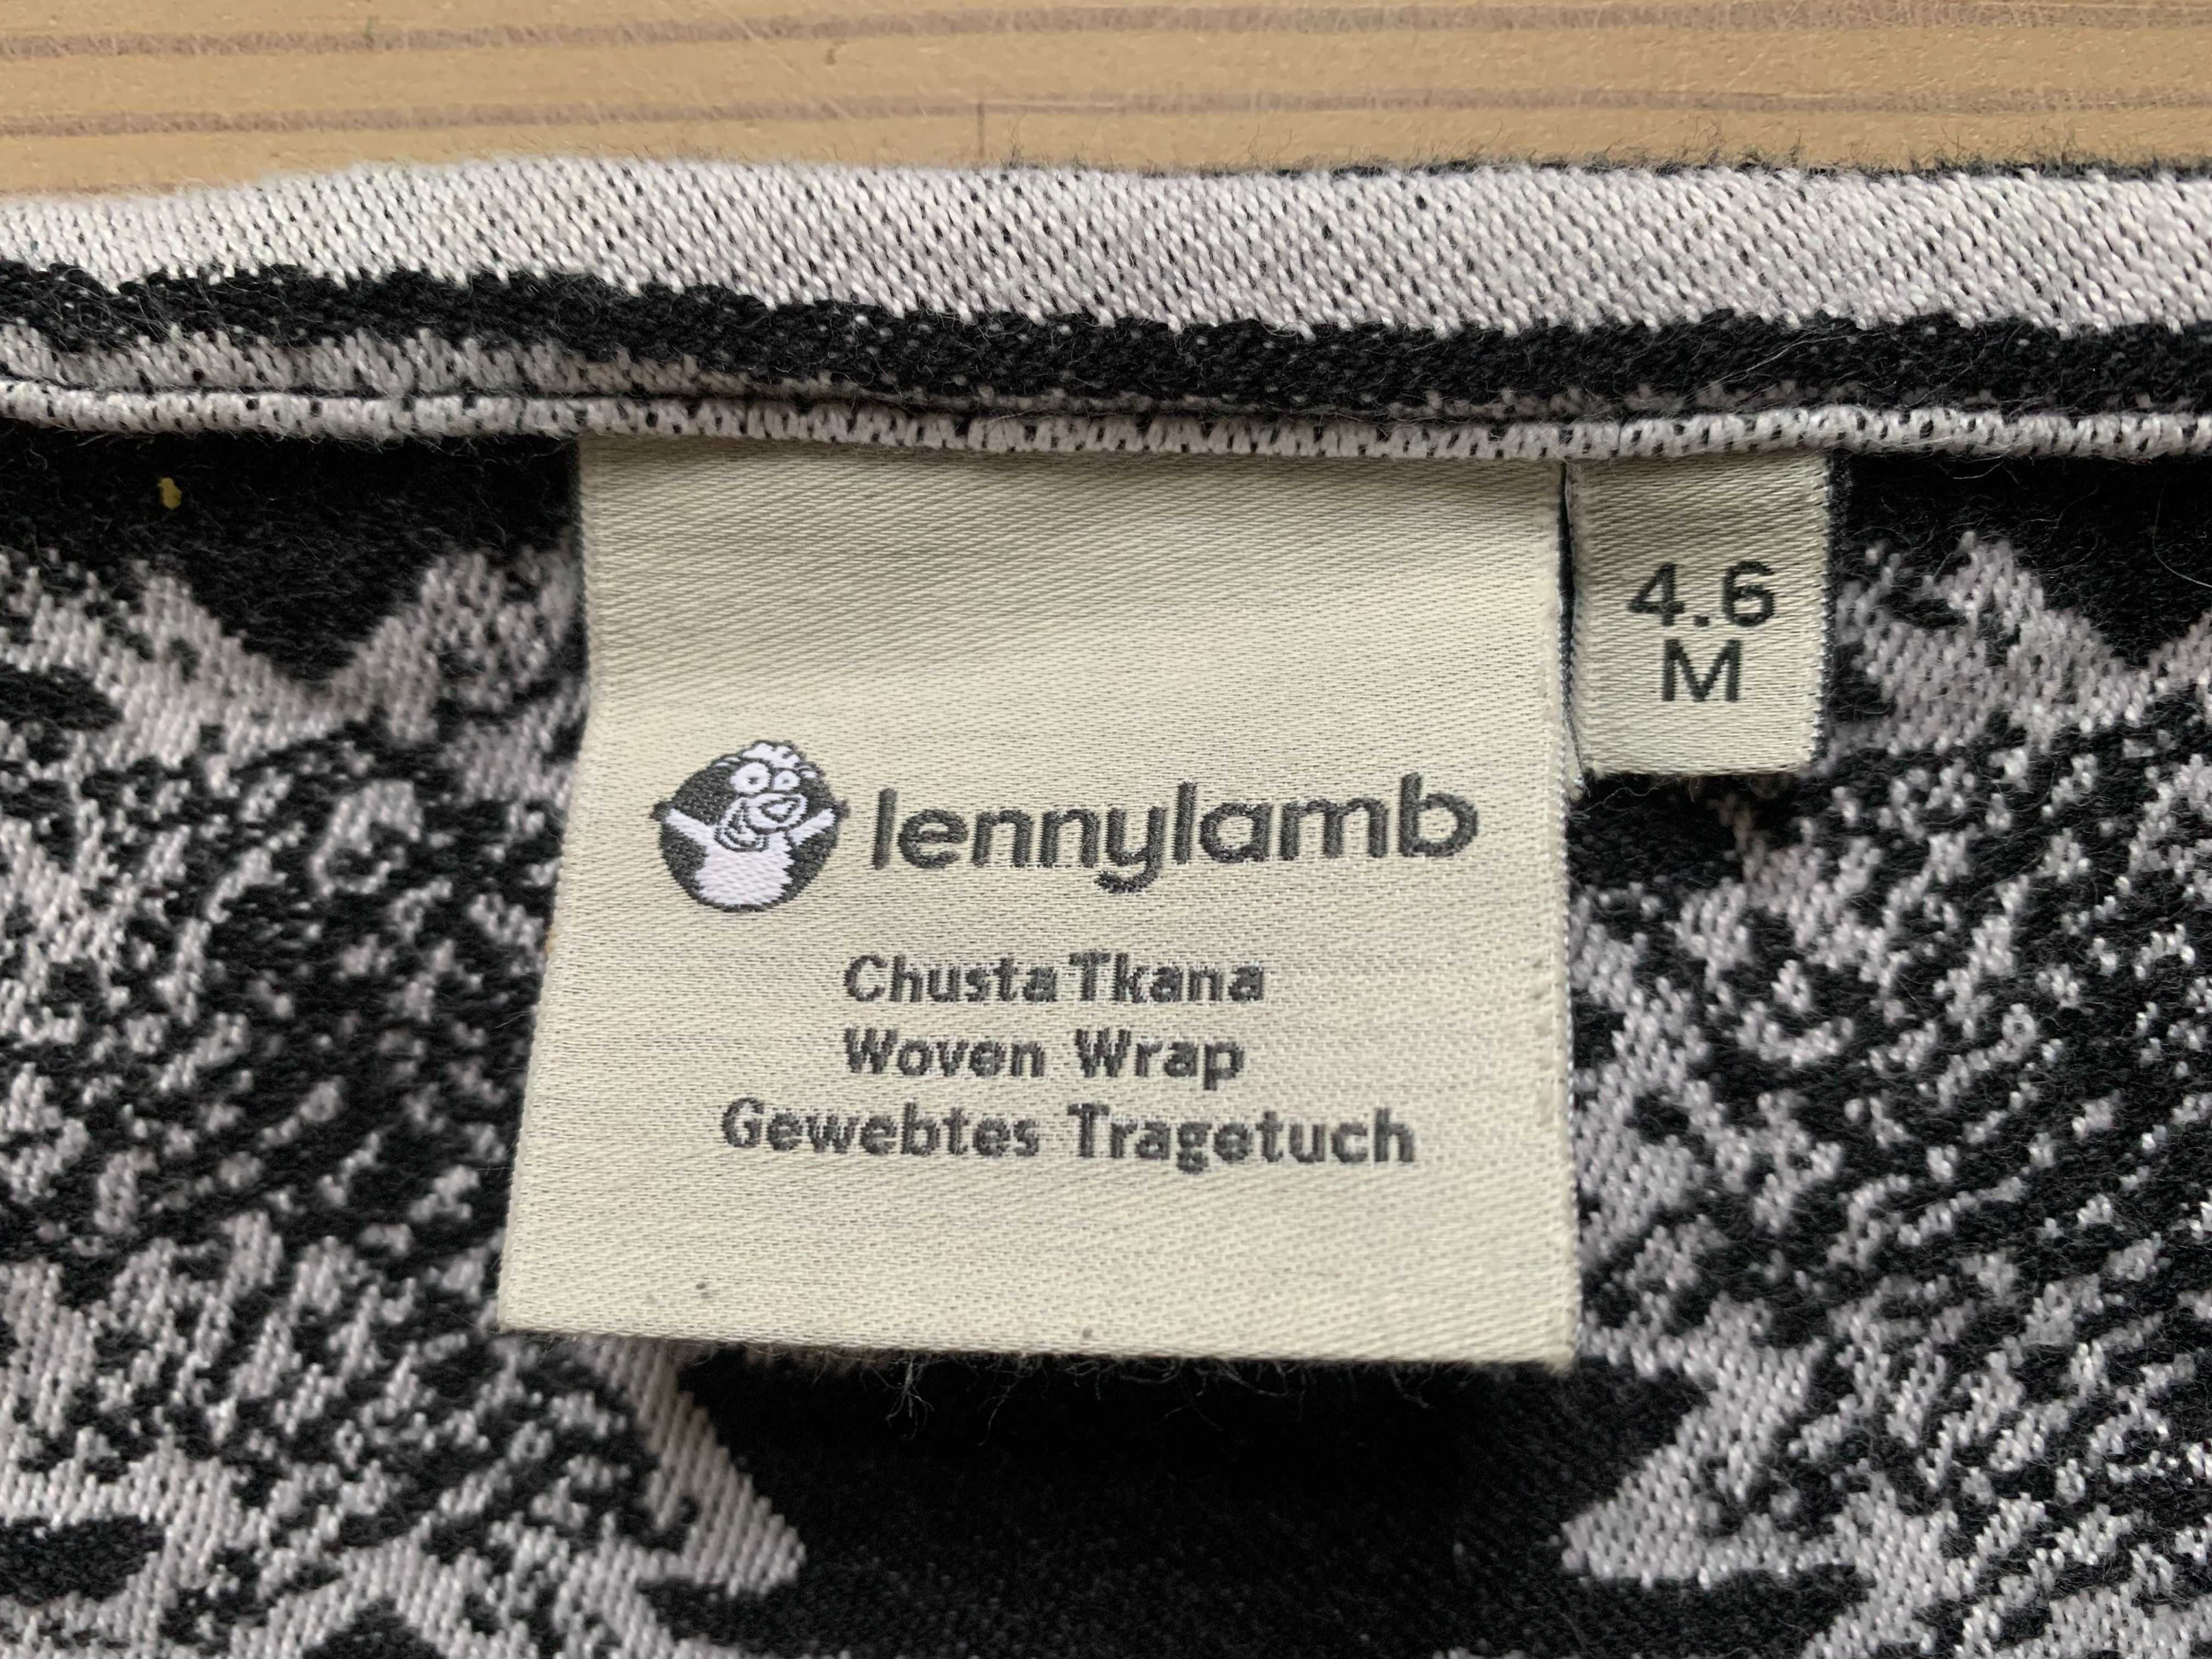 4.6
M
lennylamb
Chusta Tkana
Woven Wrap
Gewebtes Tragetuch